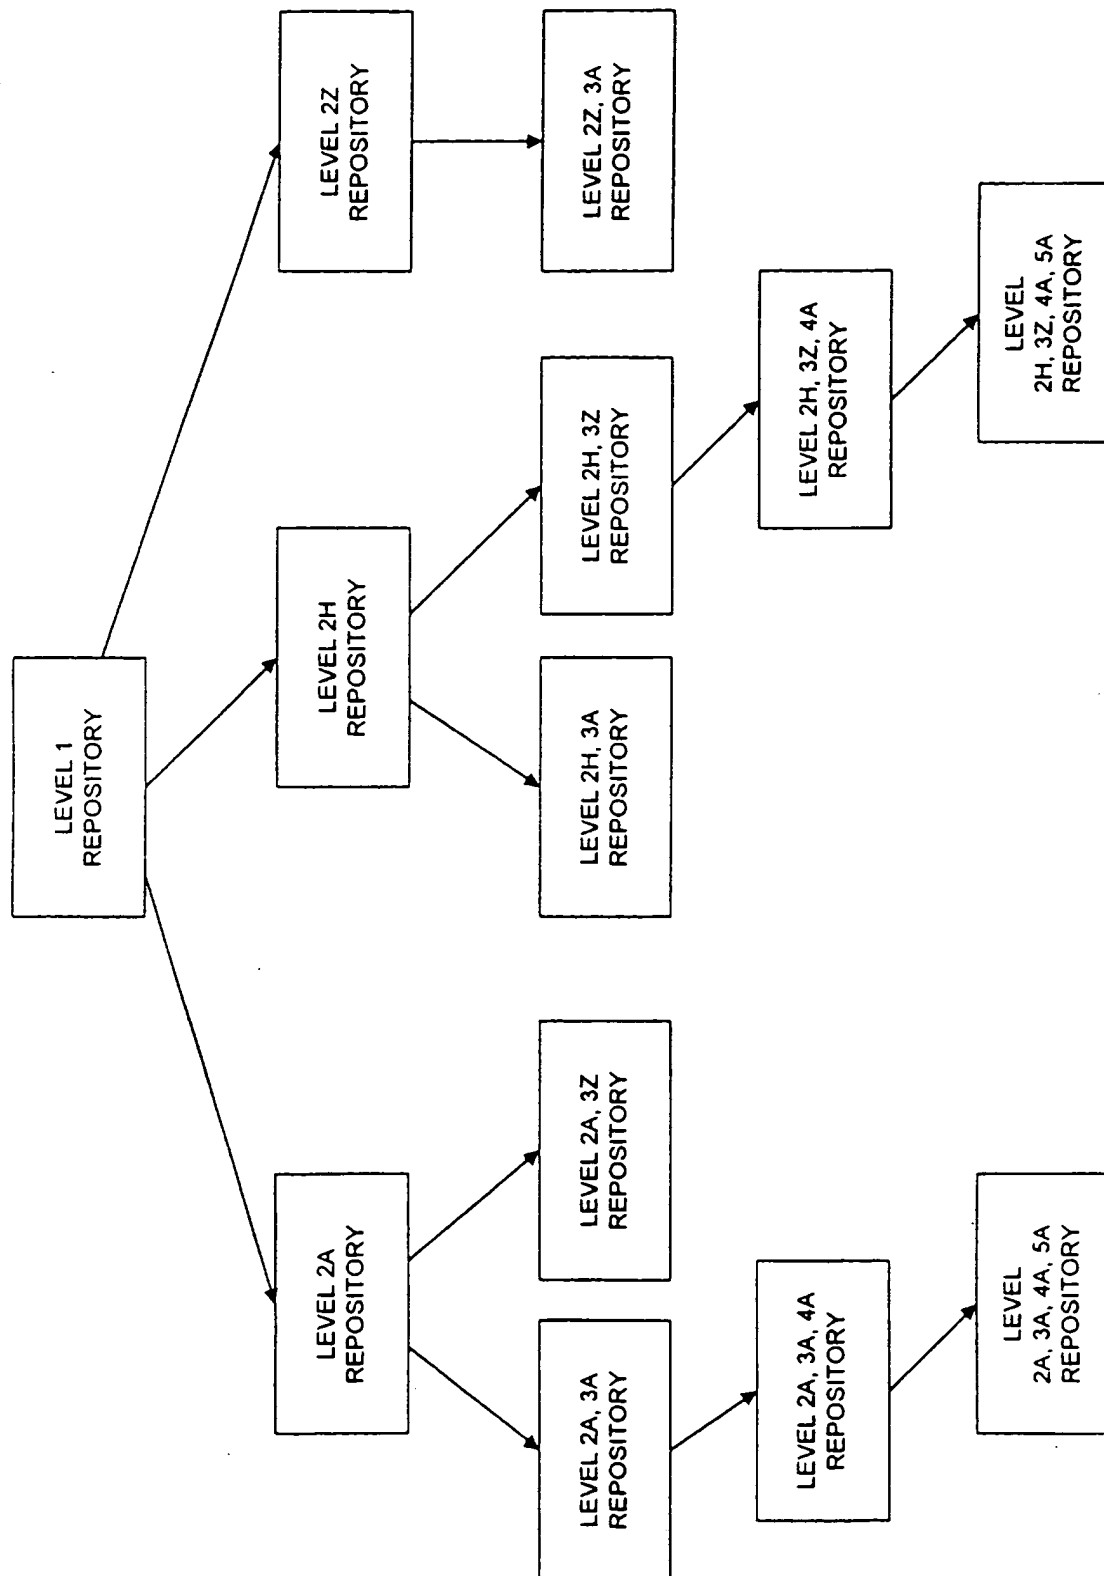 LEVEL 1
REPOSITORY
LEVEL 2A
REPOSITORY
LEVEL 2H
REPOSITORY
LEVEL 2Z
REPOSITORY
LEVEL 2A, 3A
REPOSITORY
LEVEL 2A, 3Z
REPOSITORY
LEVEL 2H, 3A
REPOSITORY
LEVEL 2H, 3Z
REPOSITORY
LEVEL 2Z, 3A
REPOSITORY
LEVEL 2A, 3A, 4A
REPOSITORY
LEVEL 2H, 3Z, 4A
REPOSITORY
LEVEL
2A, 3A, 4A, 5A
REPOSITORY
LEVEL
2H, 3Z, 4A, 5A
REPOSITORY